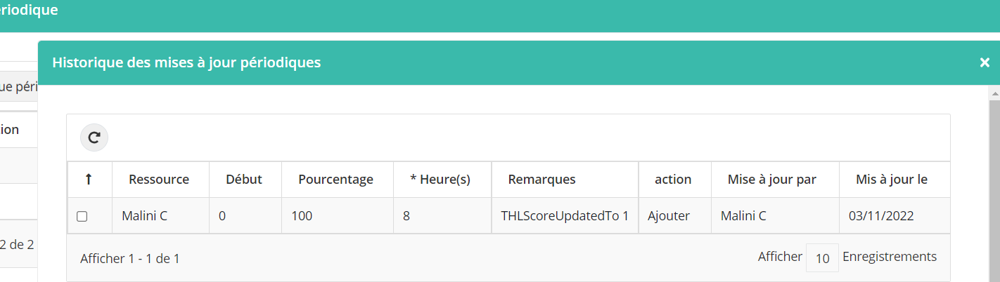 ériodique
Historique des mises à jour périodiques
ue péri
ion
Ressource Début Pourcentage * Heure(s) Remarques action Mise à jour par Mis à jour le
Malini C 0 100 8 THLScoreUpdatedTo 1 Ajouter Malini C 03/11/2022
2 de 2
Afficher 1 - 1 de 1
Afficher 10 Enregistrements